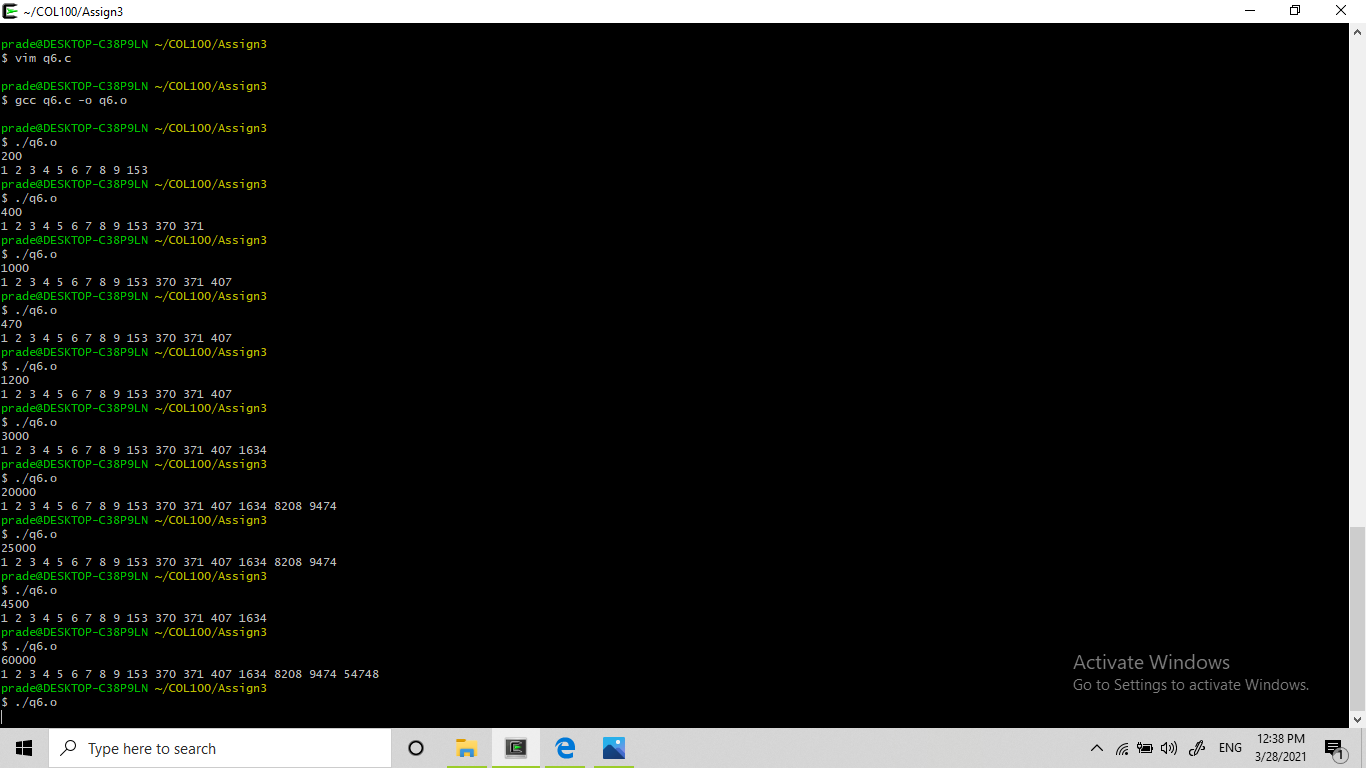 ~/COL100/Assign3
prade@DESKTOP-C38P9LN ~/COL100/Assign3
$ vim q6.c
prade@DESKTOP-C38P9LN ~/COL100/Assign3
$ gcc q6.c -o q6.o
prade@DESKTOP-C38P9LN ~/COL100/Assign3
$ ./q6.o
200
1 2 3 4 5 6 7 8 9 153
prade@DESKTOP-C38P9LN ~/COL100/Assign3
$ ./q6.o
400
1 2 3 4 5 6 7 8 9 153 370 371
prade@DESKTOP-C38P9LN ~/COL100/Assign3
$ ./q6.o
1000
1 2 3 4 5 6 7 8 9 153 370 371 407
prade@DESKTOP-C38P9LN ~/COL100/Assign3
$ ./q6.o
470
1 2 3 4 5 6 7 8 9 153 370 371 407
prade@DESKTOP-C38P9LN ~/COL100/Assign3
$ ./q6.o
1200
1 2 3 4 5 6 7 8 9 153 370 371 407
prade@DESKTOP-C38P9LN ~/COL100/Assign3
$ ./q6.o
3000
1 2 3 4 5 6 7 8 9 153 370 371 407 1634
prade@DESKTOP-C38P9LN ~/COL100/Assign3
$ ./q6.o
20000
1 2 3 4 5 6 7 8 9 153 370 371 407 1634 8208 9474
prade@DESKTOP-C38P9LN ~/COL100/Assign3
$ ./q6.o
25000
1 2 3 4 5 6 7 8 9 153 370 371 407 1634 8208 9474
prade@DESKTOP-C38P9LN ~/COL100/Assign3
$ ./q6.o
4500
1 2 3 4 5 6 7 8 9 153 370 371 407 1634
prade@DESKTOP-C38P9LN ~/COL100/Assign3
$ ./q6.o
60000
1 2 3 4 5 6 7 8 9 153 370 371 407 1634 8208 9474 54748
prade@DESKTOP-C38P9LN ~/COL100/Assign3
$ ./q6.o
Activate Windows
Go to Settings to activate Windows.
Type here to search
ENG
12:38 PM
3/28/2021
1